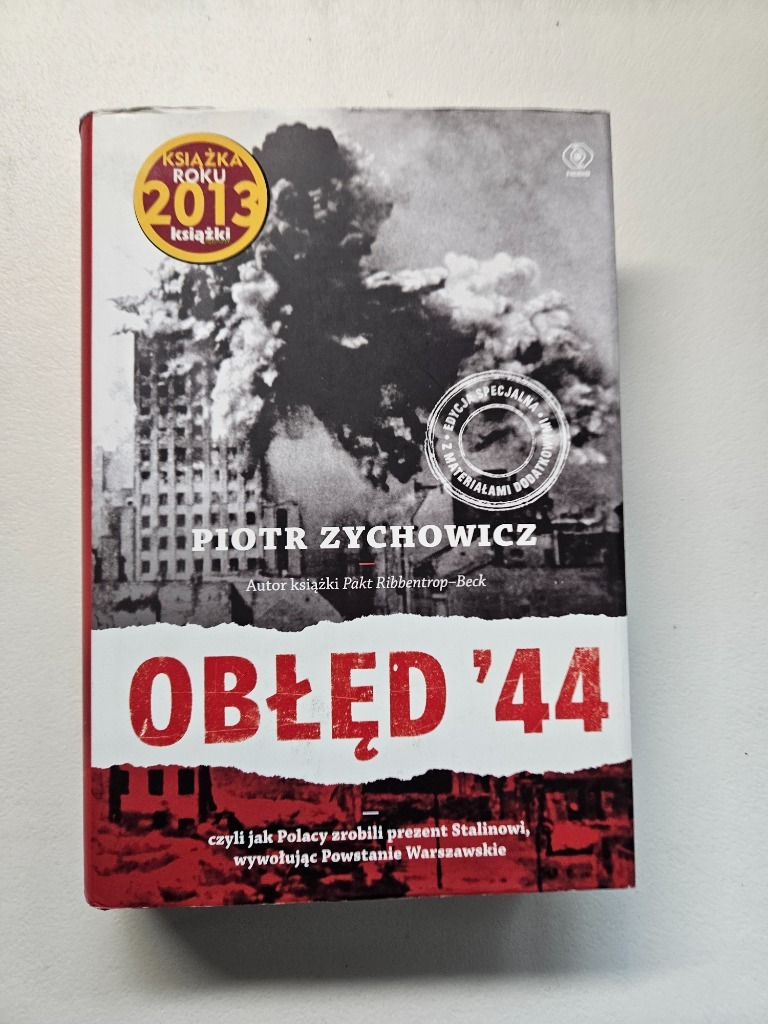 KSIĄŻKA
ROKU
2013
książki
REBIS
EDYCJA SPECJALNA • Z MATERIAŁAMI DODATKOWYMI •
PIOTR ZYCHOWICZ
Autor książki Pakt Ribbentrop–Beck
OBŁĘD ’44
czyli jak Polacy zrobili prezent Stalinowi,
wywołując Powstanie Warszawskie